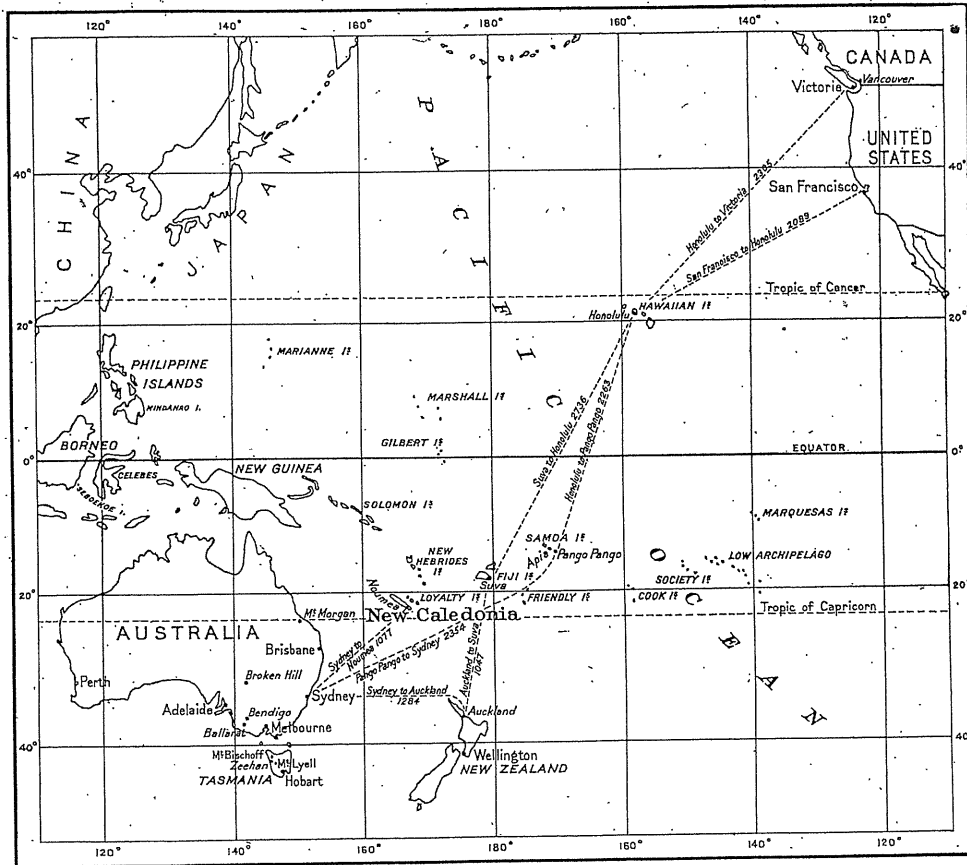 120° 140° 160° 180° 160° 140° 120°
CANADA
Vancouver
Victoria
UNITED
STATES
San Francisco
CHINA
JAPAN
PACIFIC
OCEAN
40° 40°
Honolulu to Victoria 2395
San Francisco to Honolulu 2089
Tropic of Cancer
HAWAIIAN Is
Honolulu
20° 20°
MARIANNE Is
PHILIPPINE
ISLANDS
MINDANAO I.
MARSHALL Is
Suva to Honolulu 2736
Honolulu to Pango Pango 2263
GILBERT Is
BORNEO
EQUATOR
0° 0°
CELEBES
NEW GUINEA
SOLOMON Is
MARQUESAS Is
SAMOA Is
Apia
Pango Pango
NEW
HEBRIDES
Is
LOW ARCHIPELAGO
SOCIETY Is
FIJI Is
Suva
Noumea
LOYALTY Is
FRIENDLY Is
COOK Is
20° 20°
Mt Morgan
New Caledonia
Tropic of Capricorn
AUSTRALIA
Brisbane
Sydney to
Noumea 1077
Pango Pango to Sydney 2354
Auckland to Suva
1047
Broken Hill
Perth
Sydney
Sydney to Auckland
1284
Adelaide
Bendigo
Auckland
Ballarat
Melbourne
40° 40°
Mt Bischoff
Zeehan
Mt Lyell
TASMANIA
Hobart
Wellington
NEW ZEALAND
120° 140° 160° 180° 160° 140° 120°